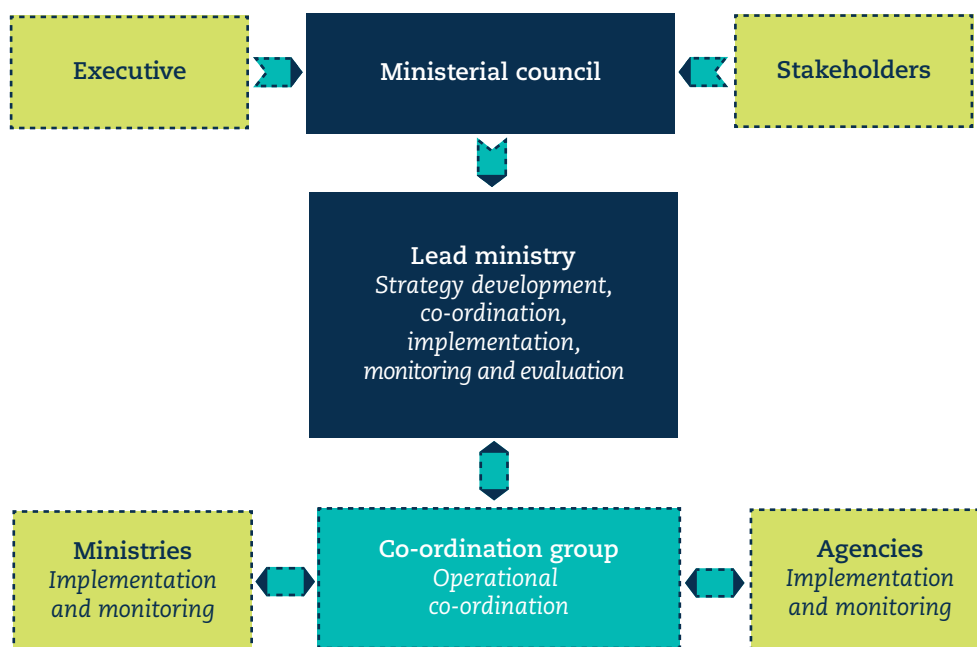 Executive
Ministerial council
Stakeholders
Lead ministry
Strategy development,
co-ordination,
implementation,
monitoring and evaluation
Ministries
Implementation
and monitoring
Co-ordination group
Operational
co-ordination
Agencies
Implementation
and monitoring